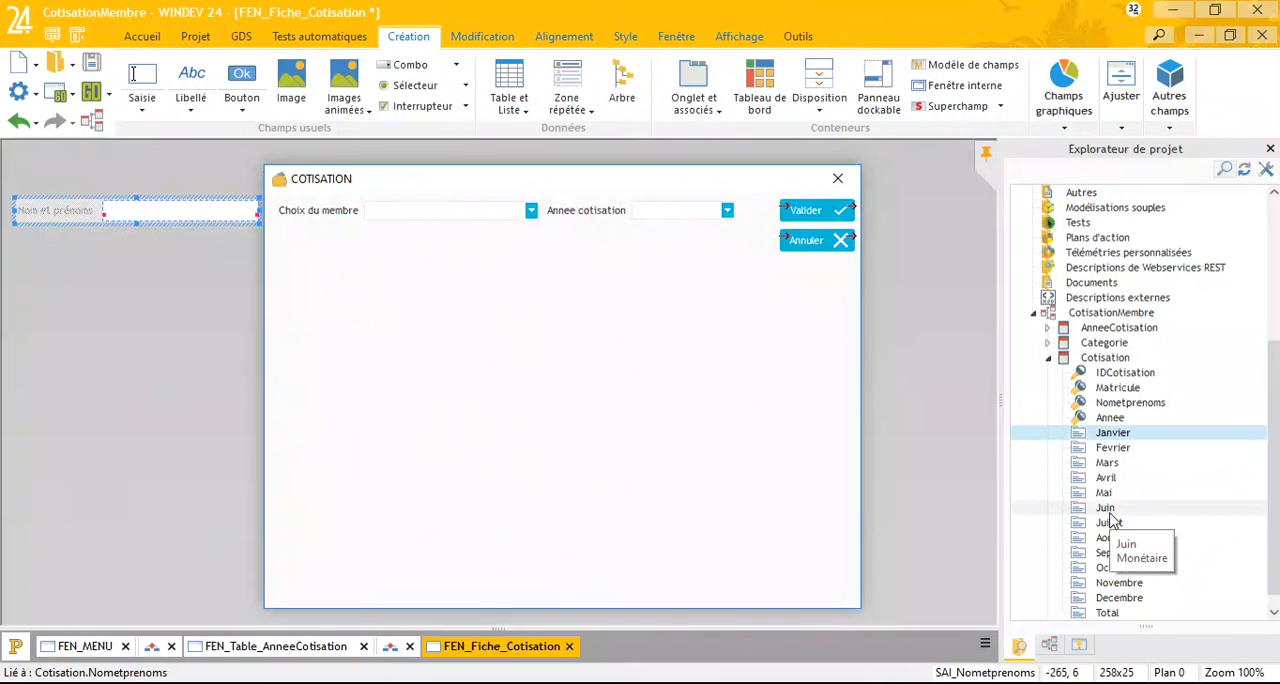 24 CotisationMembre - WINDEV 24 - [FEN_Fiche_Cotisation *] 32
Accueil Projet GDS Tests automatiques Création Modification Alignement Style Fenêtre Affichage Outils
Saisie Abc Libellé Ok Bouton Image Images animées Combo Sélecteur Interrupteur
Champs usuels
Table et Liste Zone répétée Arbre
Données
Onglet et associés Tableau de bord Disposition Panneau dockable Modèle de champs Fenêtre interne Superchamp
Conteneurs
Champs graphiques Ajuster Autres champs
GO GO
Nom et prénoms
COTISATION
Choix du membre Annee cotisation Valider
Annuler
Explorateur de projet
Autres
Modélisations souples
Tests
Plans d'action
Télémétries personnalisées
Descriptions de Webservices REST
Documents
Descriptions externes
CotisationMembre
AnneeCotisation
Categorie
Cotisation
IDCotisation
Matricule
Nometprenoms
Annee
Janvier
Fevrier
Mars
Avril
Mai
Juin
Novembre
Decembre
Total
Juin
Monétaire
P FEN_MENU FEN_Table_AnneeCotisation FEN_Fiche_Cotisation
Lié à : Cotisation.Nometprenoms SAI_Nometprenoms -265, 6 258x25 Plan 0 Zoom 100%